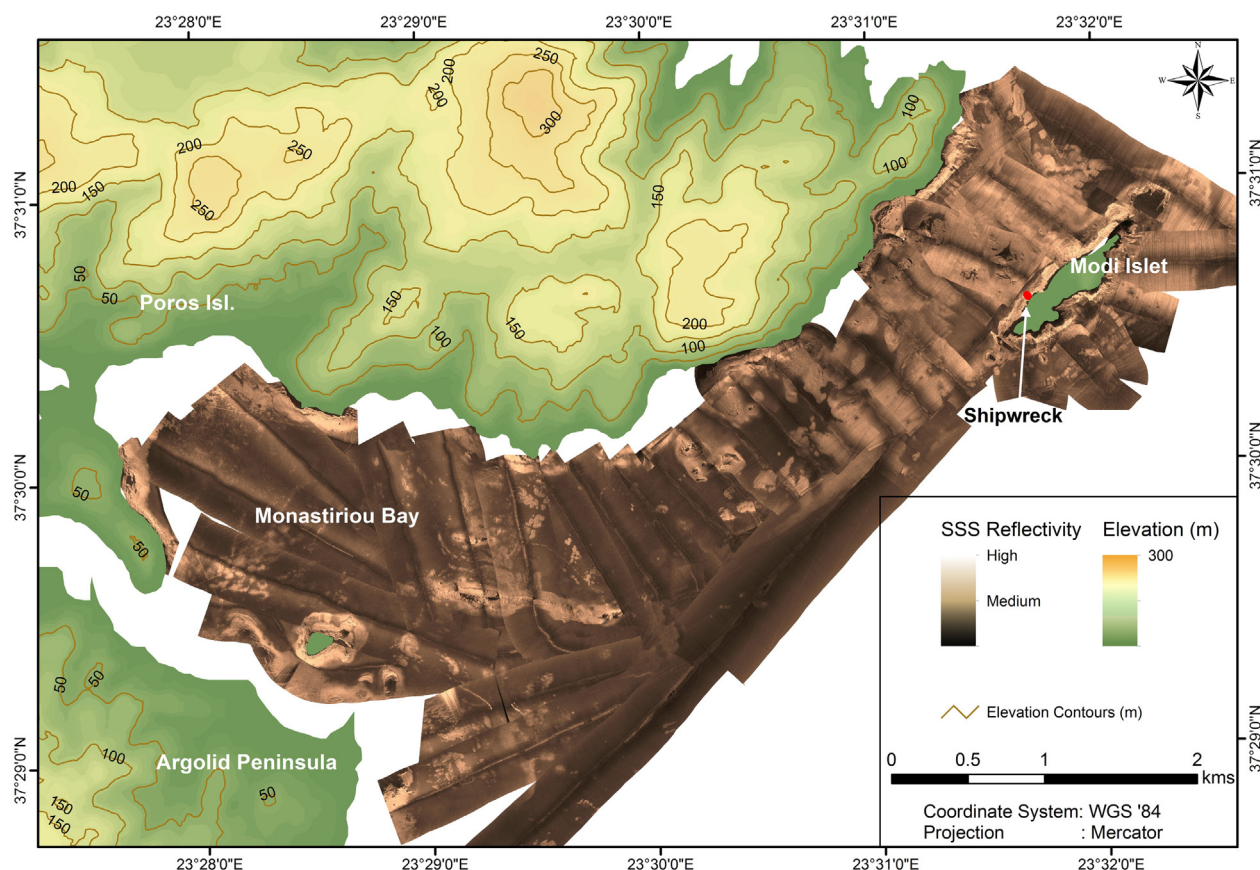 23°28'0"E 23°29'0"E 23°30'0"E 23°31'0"E 23°32'0"E
N
W E
S
250
200
200
300
100
200
250
100
150
200
150
250
37°31'0"N
37°31'0"N
50
50
Poros Isl.
150
100
150
200
100
Modi Islet
Shipwreck
37°30'0"N
37°30'0"N
50
50
Monastiriou Bay
SSS Reflectivity
High
Medium
Elevation (m)
300
Elevation Contours (m)
0 0.5 1 2
kms
Coordinate System: WGS '84
Projection : Mercator
50
50
100
Argolid Peninsula
50
150
150
37°29'0"N
37°29'0"N
23°28'0"E 23°29'0"E 23°30'0"E 23°31'0"E 23°32'0"E